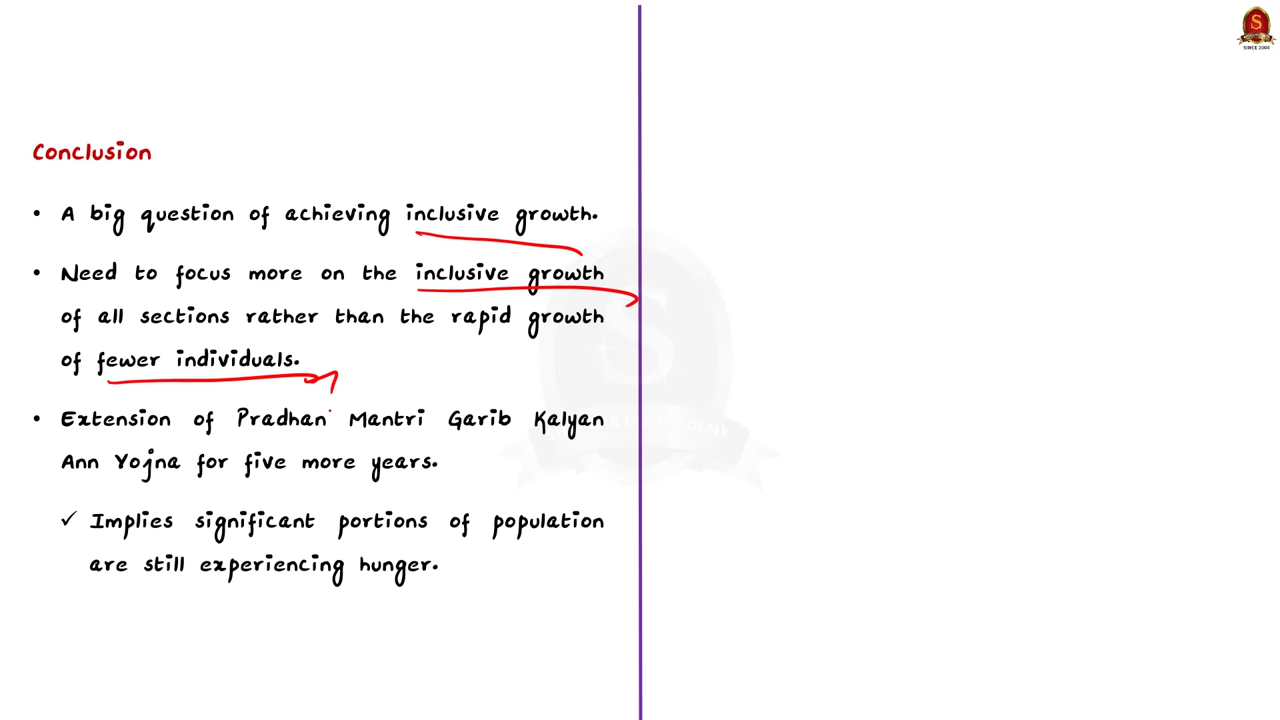 S
SINCE 2004
Conclusion
• A big question of achieving inclusive growth.
• Need to focus more on the inclusive growth
of all sections rather than the rapid growth
of fewer individuals.
• Extension of Pradhan Mantri Garib Kalyan
Ann Yojna for five more years.
✓ Implies significant portions of population
are still experiencing hunger.